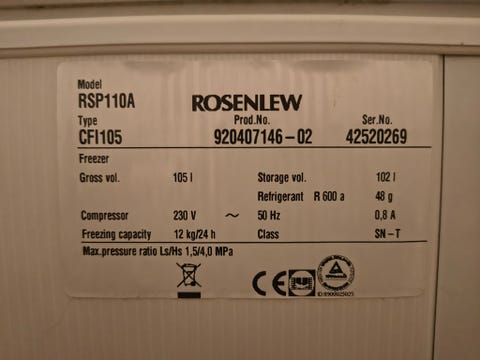 Model
RSP110A ROSENLEW
Type Prod.No. Ser.No.
CFI105 920407146-02 42520269
Freezer
Gross vol. 105 l Storage vol. 102 l
Refrigerant R 600 a 48 g
Compressor 230 V ~ 50 Hz 0,8 A
Freezing capacity 12 kg/24 h Class SN-T
Max.pressure ratio Ls/Hs 1,5/4,0 MPa
CE